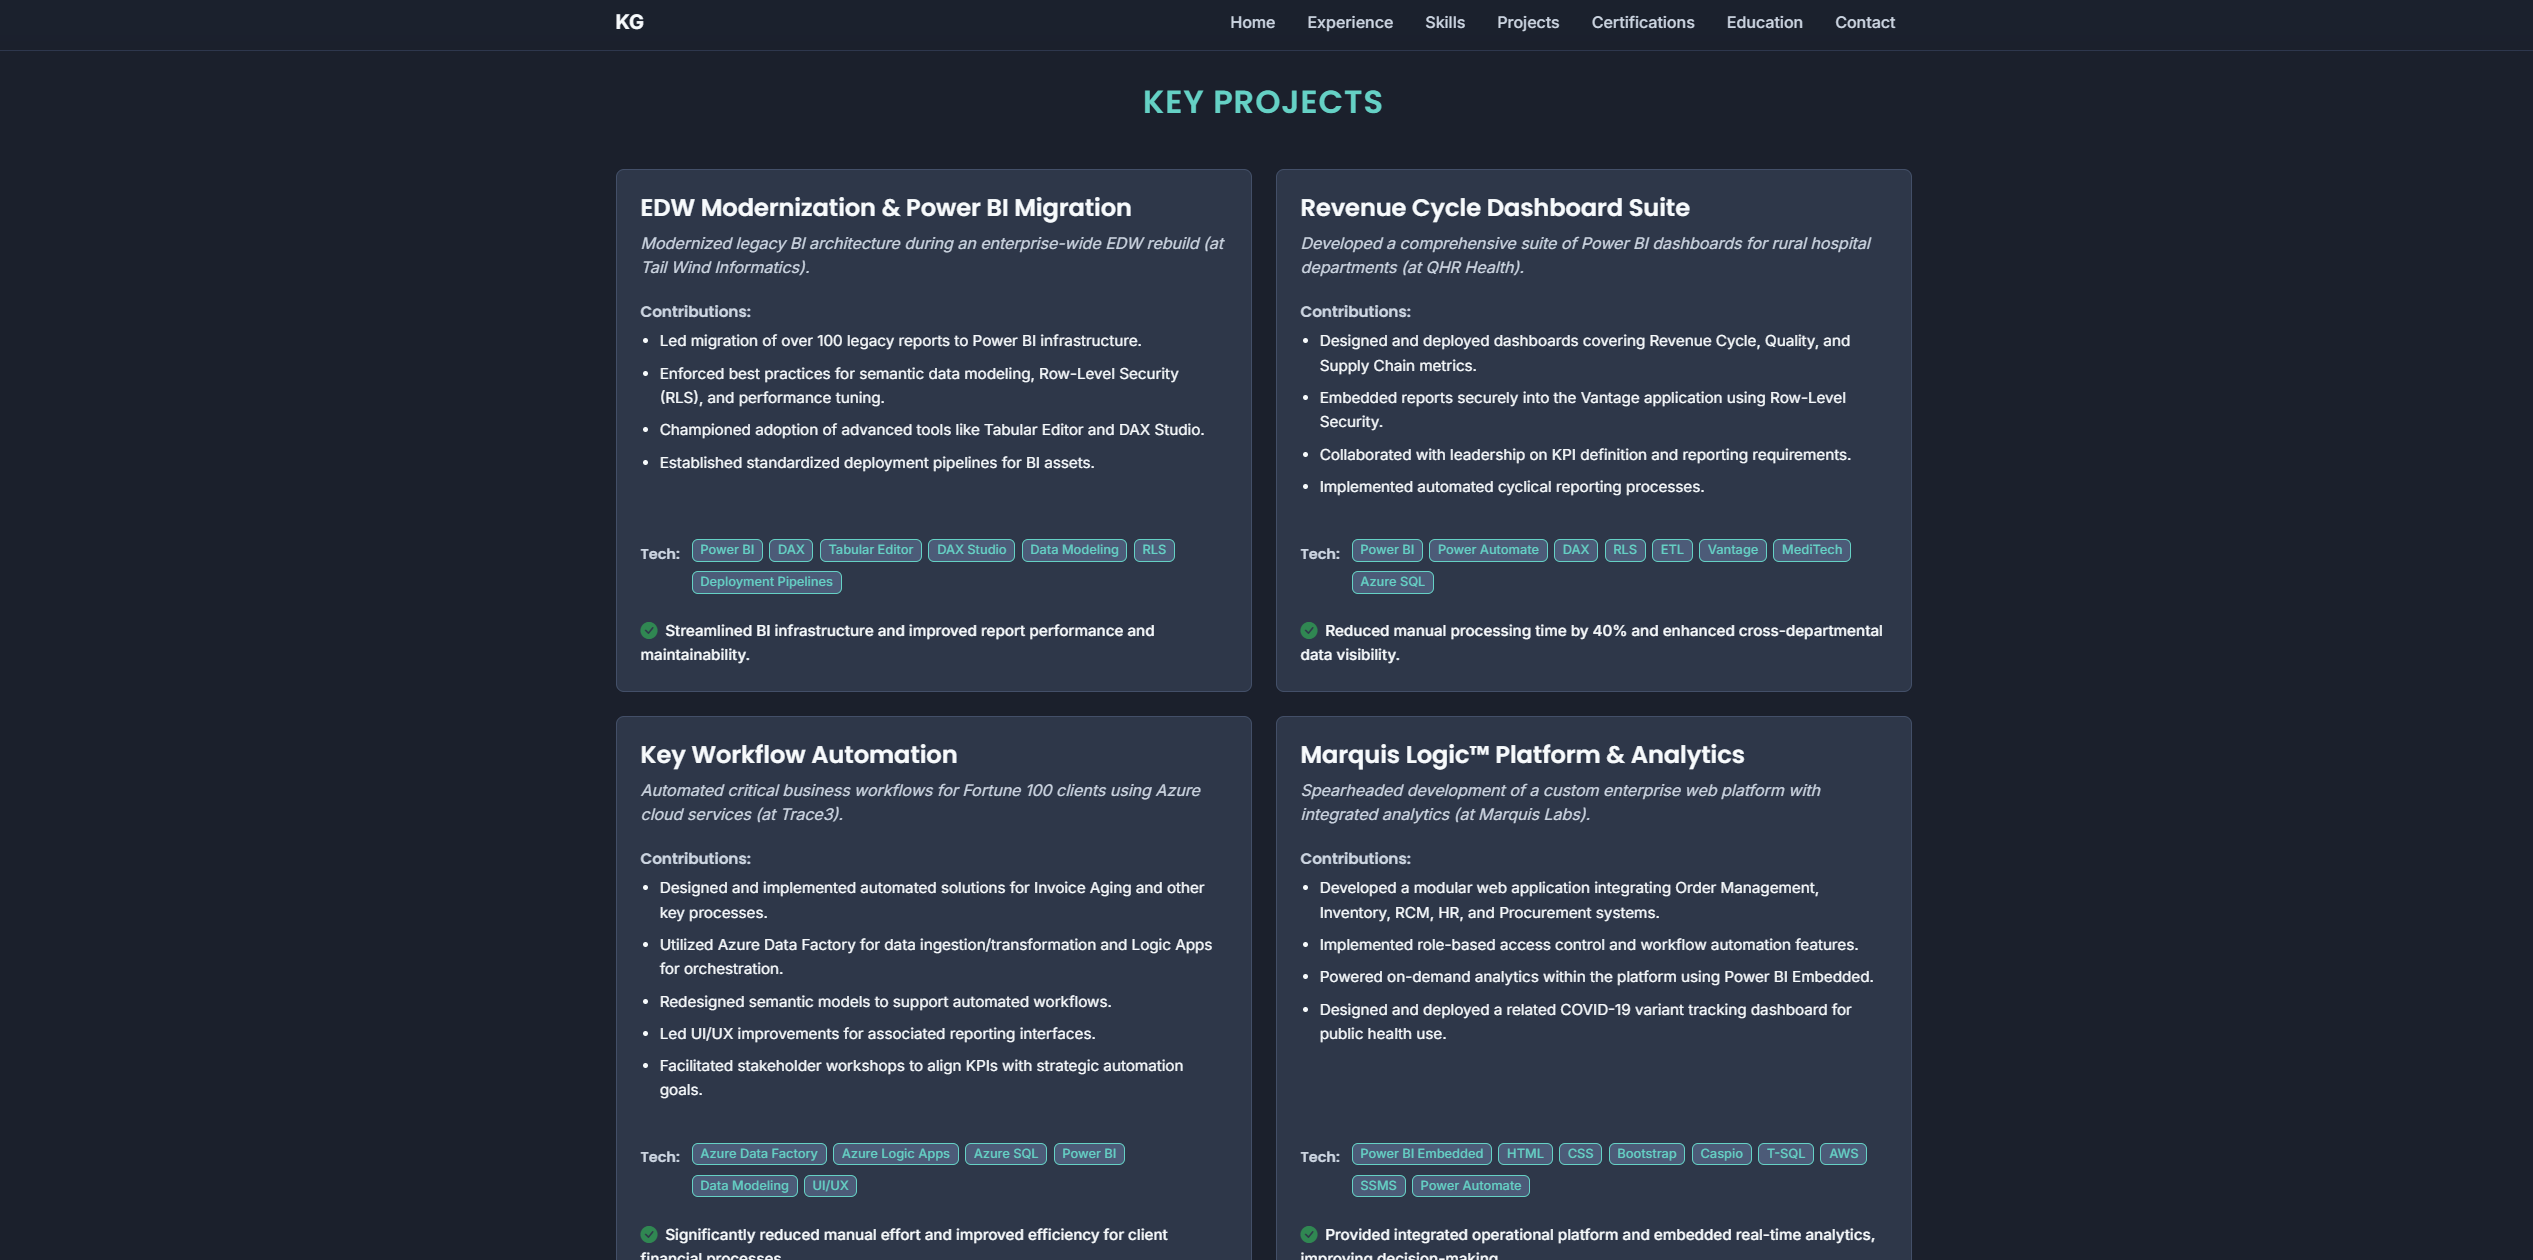 KG
Home Experience Skills Projects Certifications Education Contact
KEY PROJECTS
EDW Modernization & Power BI Migration
Modernized legacy BI architecture during an enterprise-wide EDW rebuild (at
Tail Wind Informatics).
Contributions:
• Led migration of over 100 legacy reports to Power BI infrastructure.
• Enforced best practices for semantic data modeling, Row-Level Security
(RLS), and performance tuning.
• Championed adoption of advanced tools like Tabular Editor and DAX Studio.
• Established standardized deployment pipelines for BI assets.
Tech: Power BI DAX Tabular Editor DAX Studio Data Modeling RLS
Deployment Pipelines
Streamlined BI infrastructure and improved report performance and
maintainability.
Revenue Cycle Dashboard Suite
Developed a comprehensive suite of Power BI dashboards for rural hospital
departments (at QHR Health).
Contributions:
• Designed and deployed dashboards covering Revenue Cycle, Quality, and
Supply Chain metrics.
• Embedded reports securely into the Vantage application using Row-Level
Security.
• Collaborated with leadership on KPI definition and reporting requirements.
• Implemented automated cyclical reporting processes.
Tech: Power BI Power Automate DAX RLS ETL Vantage MediTech
Azure SQL
Reduced manual processing time by 40% and enhanced cross-departmental
data visibility.
Key Workflow Automation
Automated critical business workflows for Fortune 100 clients using Azure
cloud services (at Trace3).
Contributions:
• Designed and implemented automated solutions for Invoice Aging and other
key processes.
• Utilized Azure Data Factory for data ingestion/transformation and Logic Apps
for orchestration.
• Redesigned semantic models to support automated workflows.
• Led UI/UX improvements for associated reporting interfaces.
• Facilitated stakeholder workshops to align KPIs with strategic automation
goals.
Tech: Azure Data Factory Azure Logic Apps Azure SQL Power BI
Data Modeling UI/UX
Significantly reduced manual effort and improved efficiency for client
financial processes.
Marquis Logic™ Platform & Analytics
Spearheaded development of a custom enterprise web platform with
integrated analytics (at Marquis Labs).
Contributions:
• Developed a modular web application integrating Order Management,
Inventory, RCM, HR, and Procurement systems.
• Implemented role-based access control and workflow automation features.
• Powered on-demand analytics within the platform using Power BI Embedded.
• Designed and deployed a related COVID-19 variant tracking dashboard for
public health use.
Tech: Power BI Embedded HTML CSS Bootstrap Caspio T-SQL AWS
SSMS Power Automate
Provided integrated operational platform and embedded real-time analytics,
improving decision-making.